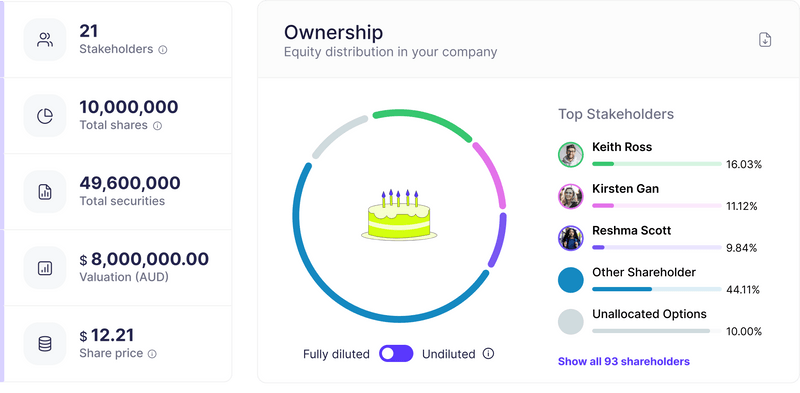 21
Stakeholders
10,000,000
Total shares
49,600,000
Total securities
$ 8,000,000.00
Valuation (AUD)
$ 12.21
Share price
Ownership
Equity distribution in your company
Fully diluted
Undiluted
Top Stakeholders
Keith Ross
16.03%
Kirsten Gan
11.12%
Reshma Scott
9.84%
Other Shareholder
44.11%
Unallocated Options
10.00%
Show all 93 shareholders